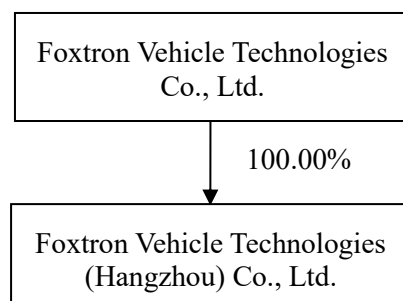 Foxtron Vehicle Technologies
Co., Ltd.
100.00%
Foxtron Vehicle Technologies
(Hangzhou) Co., Ltd.